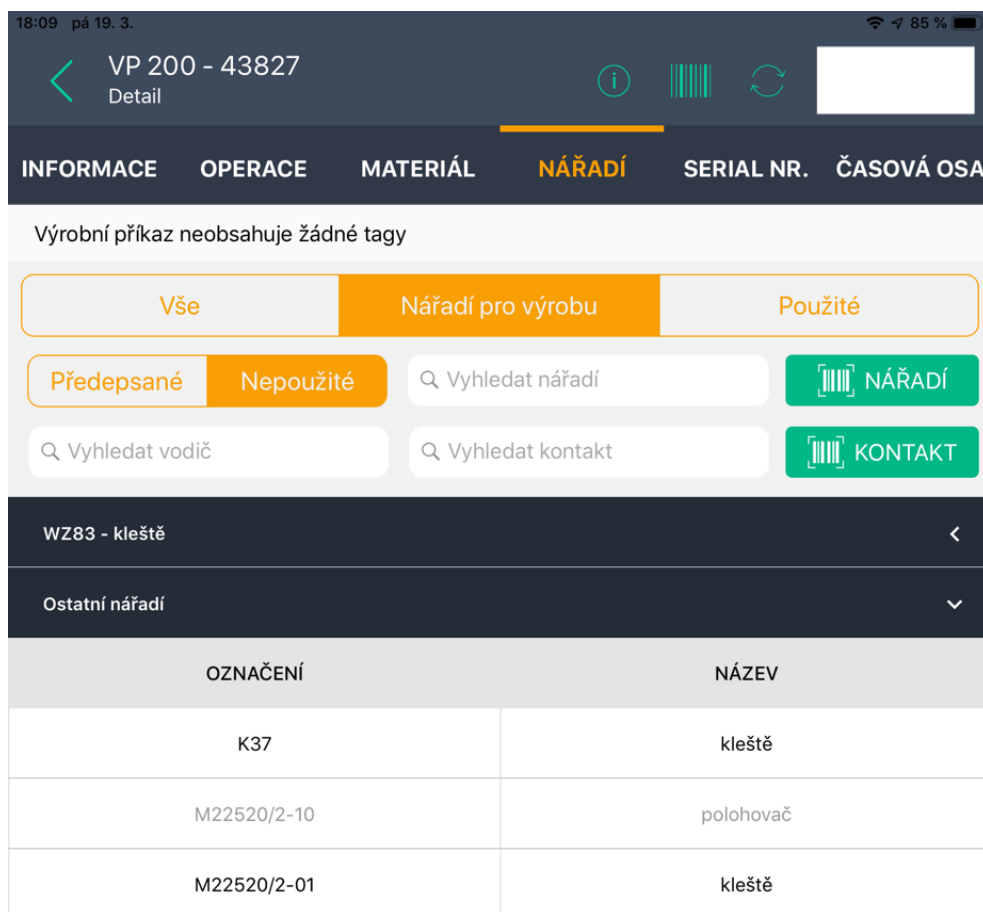 18:09 pá 19. 3. 85 %
VP 200 - 43827
Detail
INFORMACE OPERACE MATERIÁL NÁŘADÍ SERIAL NR. ČASOVÁ OSA
Výrobní příkaz neobsahuje žádné tagy
Vše Nářadí pro výrobu Použité
Předepsané Nepoužité Vyhledat nářadí NÁŘADÍ
Vyhledat vodič Vyhledat kontakt KONTAKT
WZ83 - kleště
Ostatní nářadí
OZNAČENÍ NÁZEV
K37 kleště
M22520/2-10 polohovač
M22520/2-01 kleště